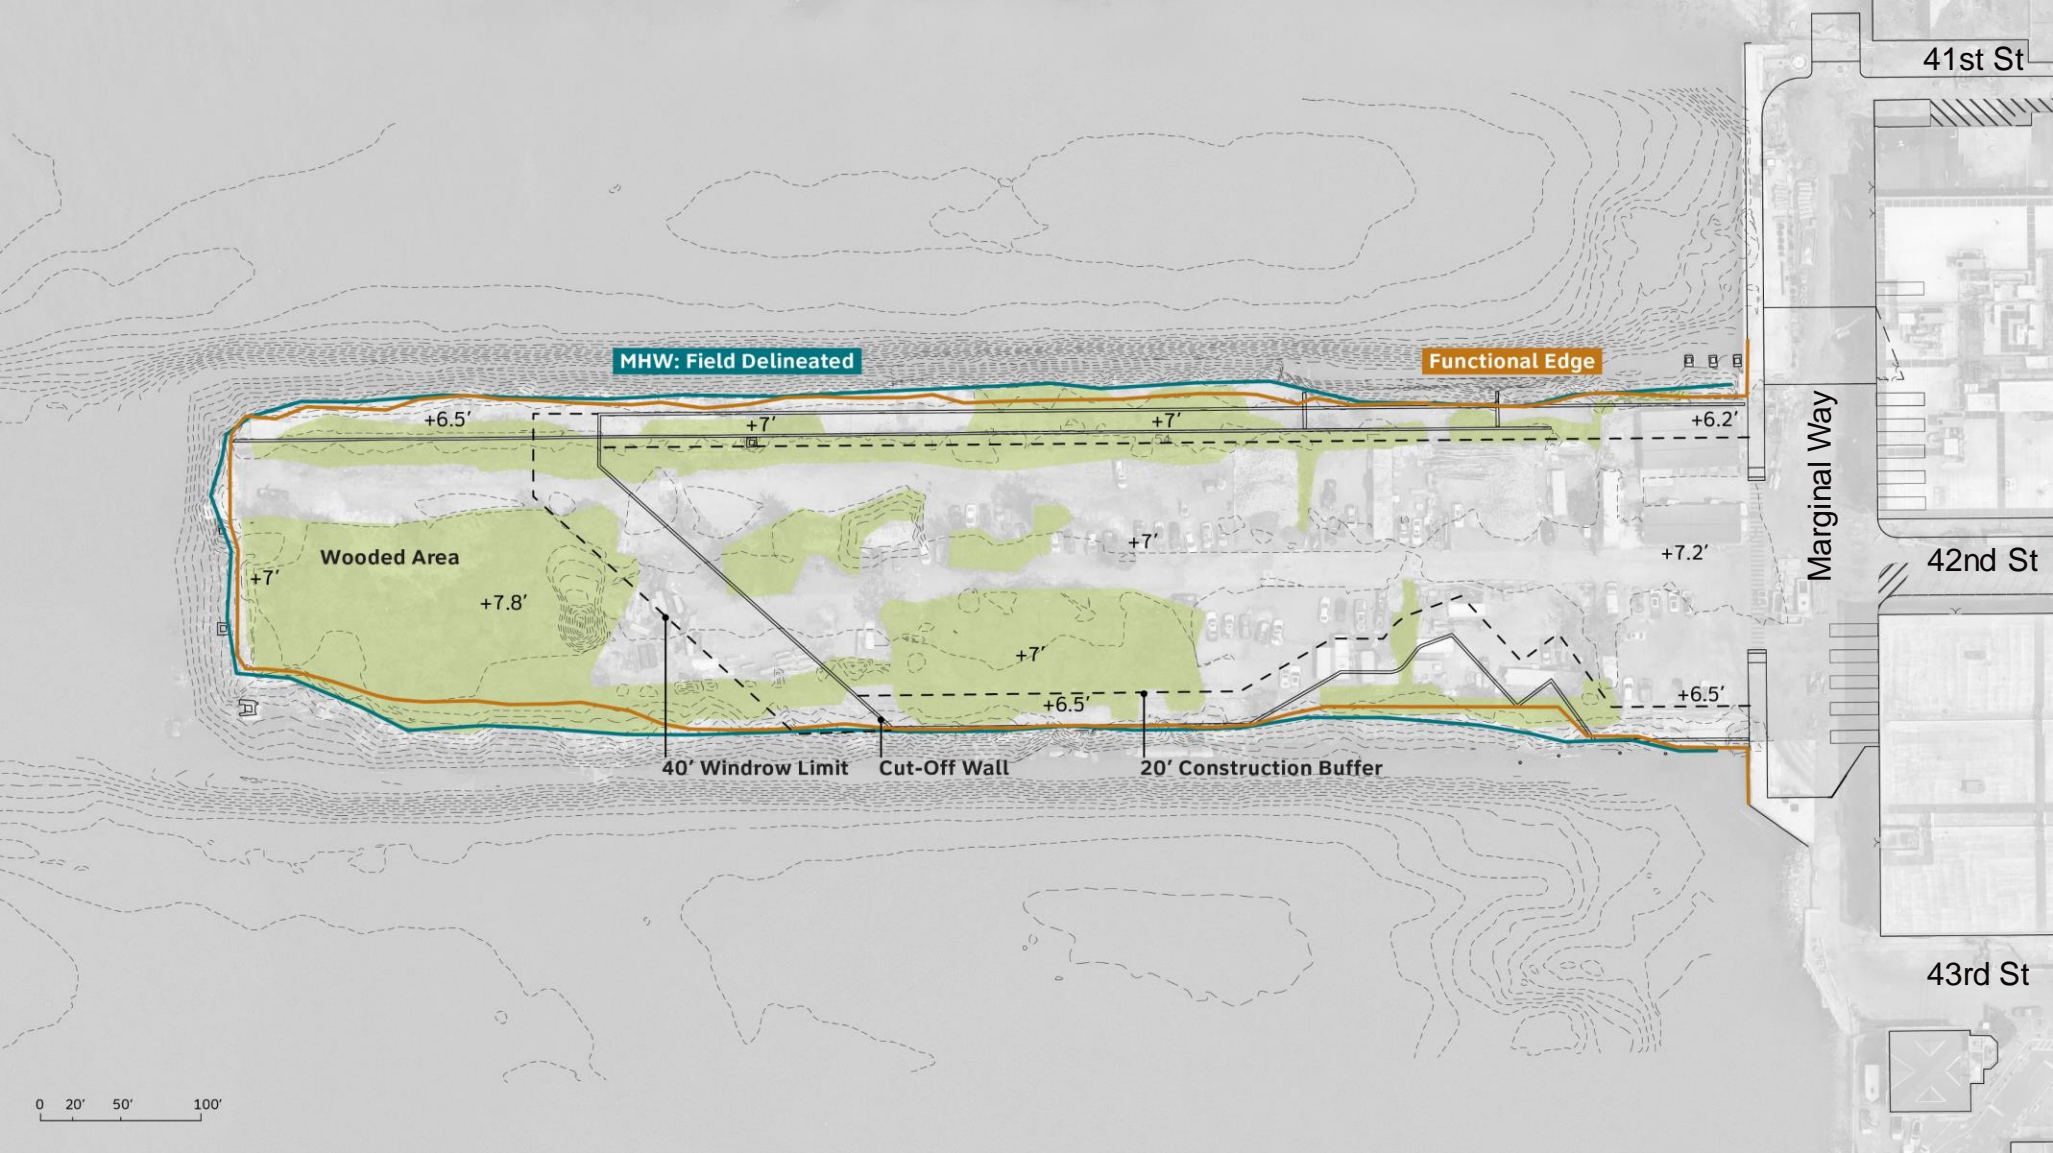 41st St
MHW: Field Delineated
Functional Edge
+6.5′
+7′
+7′
+6.2′
Marginal Way
Wooded Area
+7′
+7.8′
+7′
+7.2′
42nd St
+7′
+6.5′
+6.5′
40′ Windrow Limit
Cut-Off Wall
20′ Construction Buffer
43rd St
0 20′ 50′ 100′